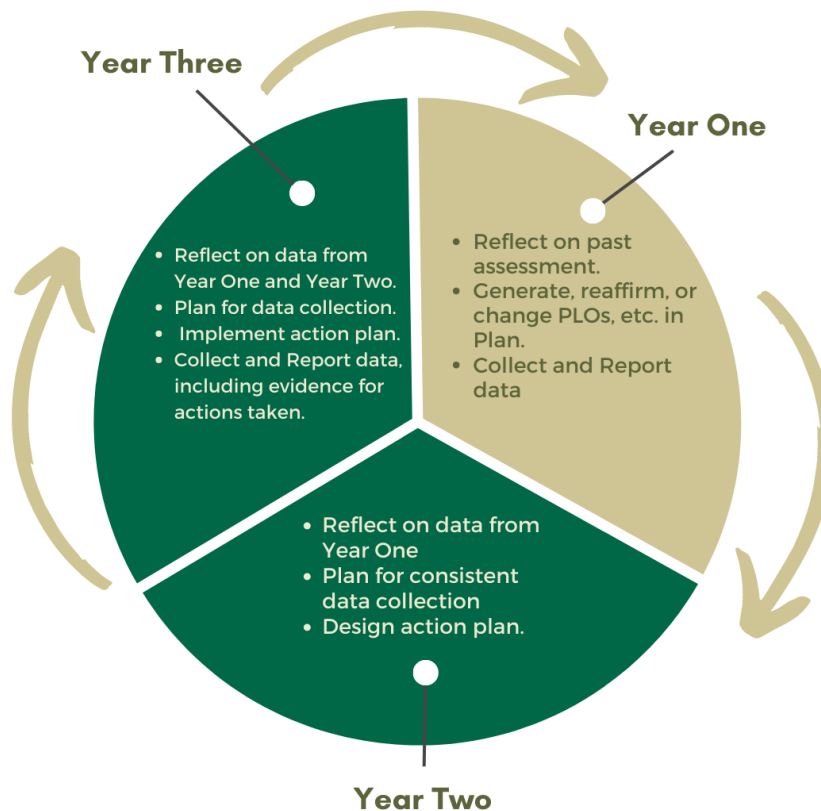 Year Three
• Reflect on data from
Year One and Year Two.
• Plan for data collection.
• Implement action plan.
• Collect and Report data,
including evidence for
actions taken.
Year One
• Reflect on past
assessment.
• Generate, reaffirm, or
change PLOs, etc. in
Plan.
• Collect and Report
data
• Reflect on data from
Year One
• Plan for consistent
data collection
• Design action plan.
Year Two